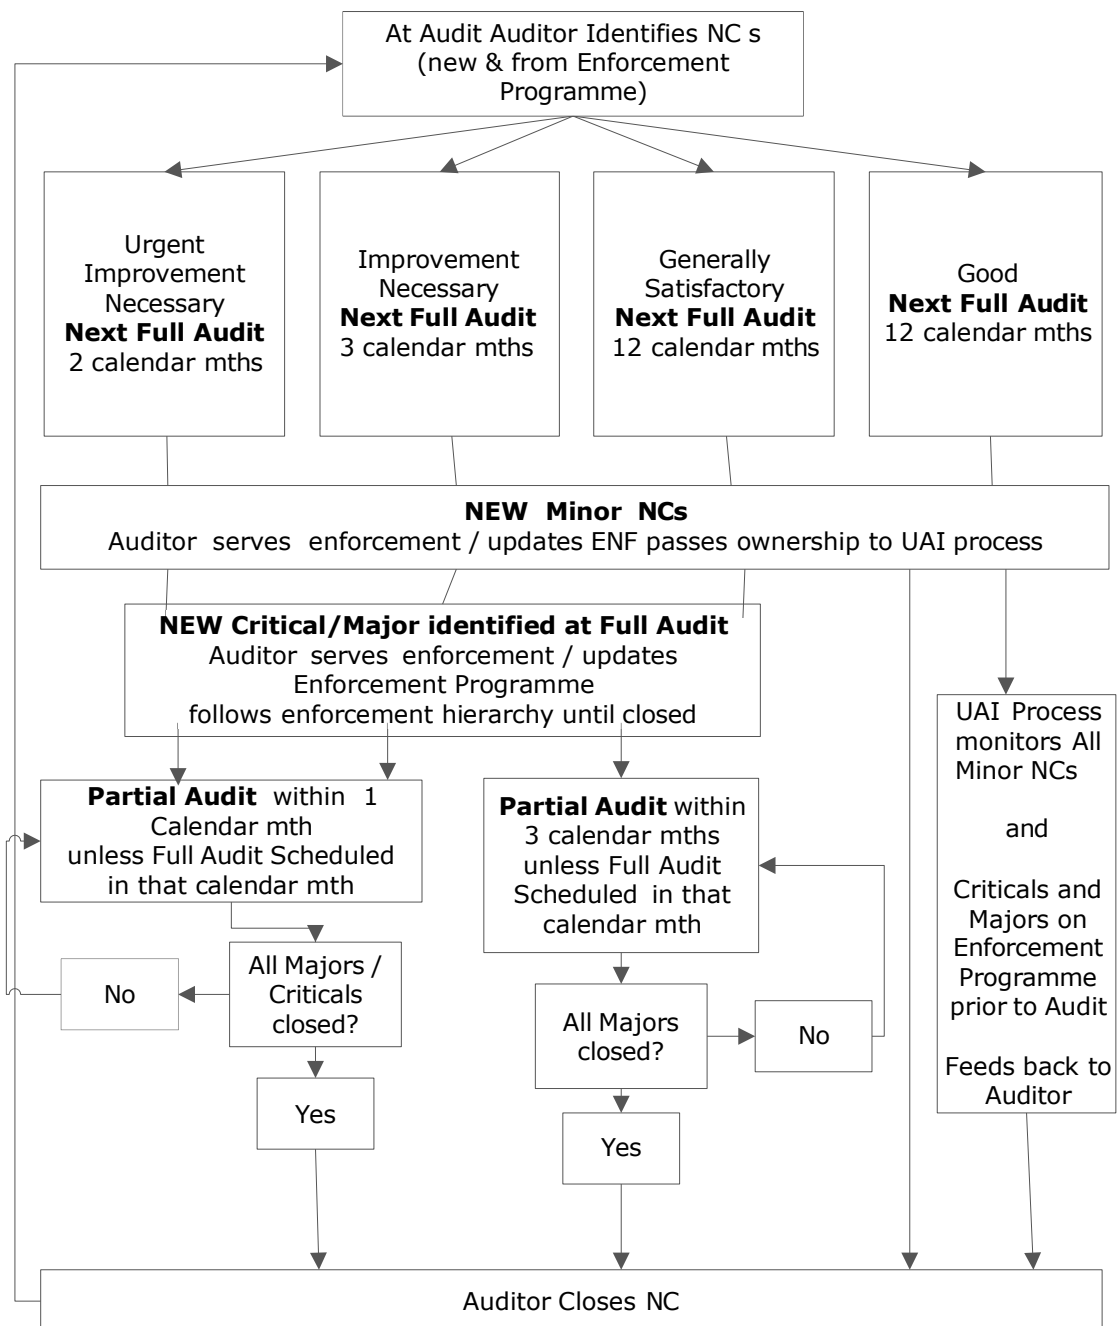 At Audit Auditor Identifies NC s
(new & from Enforcement
Programme)
Urgent
Improvement
Necessary
Next Full Audit
2 calendar mths
Improvement
Necessary
Next Full Audit
3 calendar mths
Generally
Satisfactory
Next Full Audit
12 calendar mths
Good
Next Full Audit
12 calendar mths
NEW Minor NCs
Auditor serves enforcement / updates ENF passes ownership to UAI process
NEW Critical/Major identified at Full Audit
Auditor serves enforcement / updates
Enforcement Programme
follows enforcement hierarchy until closed
Partial Audit within 1
Calendar mth
unless Full Audit Scheduled
in that calendar mth
Partial Audit within
3 calendar mths
unless Full Audit
Scheduled in that
calendar mth
UAI Process
monitors All
Minor NCs
and
Criticals and
Majors on
Enforcement
Programme
prior to Audit
Feeds back to
Auditor
No
All Majors /
Criticals
closed?
Yes
All Majors
closed?
No
Yes
Auditor Closes NC